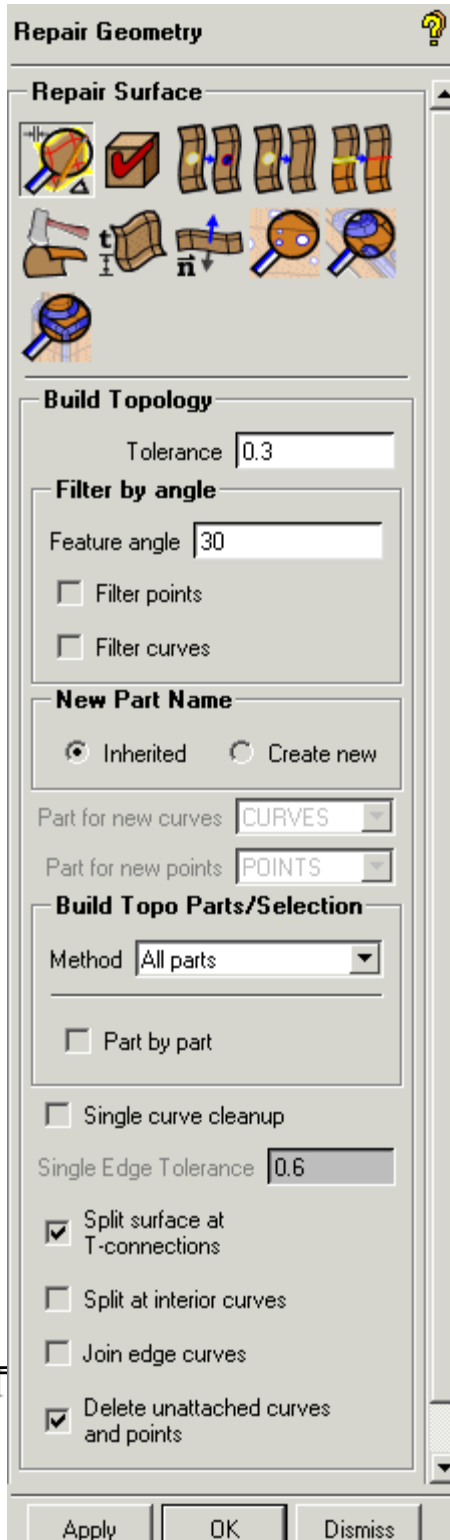 Repair Geometry
Repair Surface
t
n
Build Topology
Tolerance 0.3
Filter by angle
Feature angle 30
Filter points
Filter curves
New Part Name
Inherited Create new
Part for new curves CURVES
Part for new points POINTS
Build Topo Parts/Selection
Method All parts
Part by part
Single curve cleanup
Single Edge Tolerance 0.6
Split surface at
T-connections
Split at interior curves
Join edge curves
Delete unattached curves
and points
Apply OK Dismiss